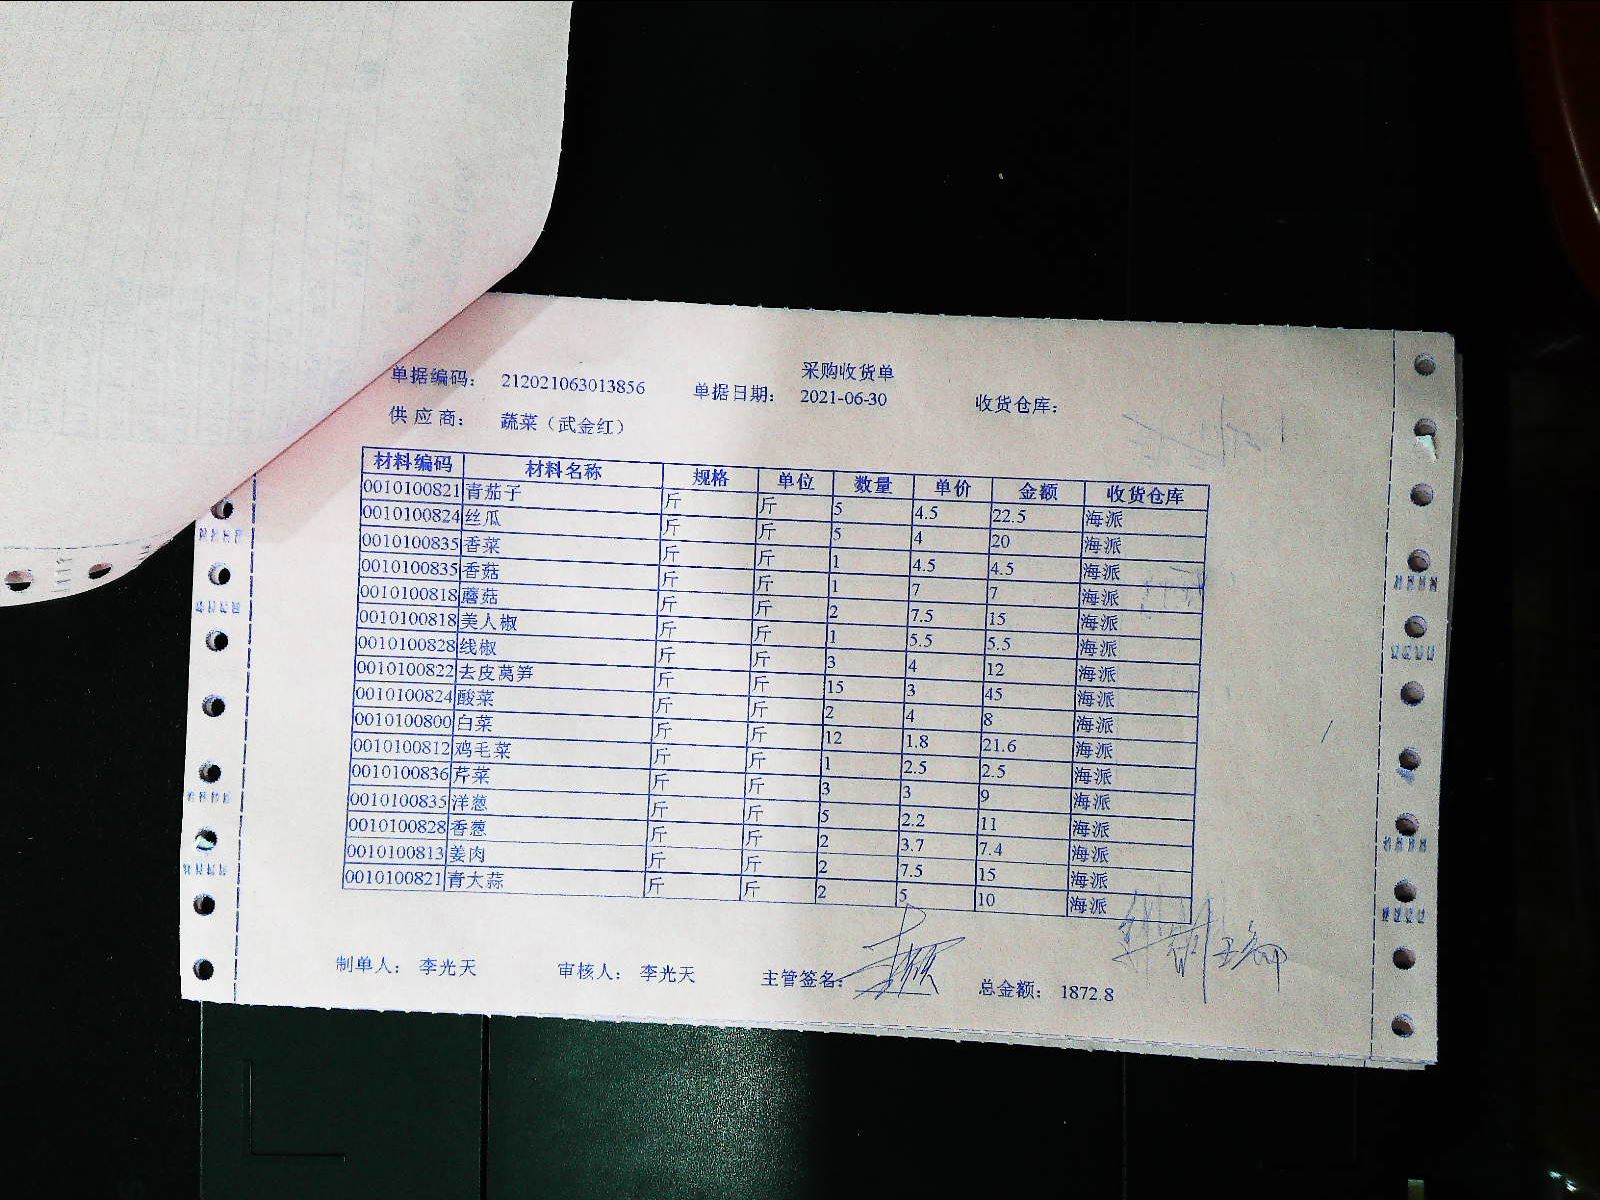 采购收货单
单据编码： 212021063013856 单据日期： 2021-06-30 收货仓库：
供 应 商： 蔬菜（武金红）
材料编码 材料名称 规格 单位 数量 单价 金额 收货仓库
0010100821 青茄子 斤 斤 5 4.5 22.5 海派
0010100824 丝瓜 斤 斤 5 4 20 海派
0010100835 香菜 斤 斤 1 4.5 4.5 海派
0010100835 香菇 斤 斤 1 7 7 海派
0010100818 蘑菇 斤 斤 2 7.5 15 海派
0010100818 美人椒 斤 斤 1 5.5 5.5 海派
0010100828 线椒 斤 斤 3 4 12 海派
0010100822 去皮莴笋 斤 斤 15 3 45 海派
0010100824 酸菜 斤 斤 2 4 8 海派
0010100800 白菜 斤 斤 12 1.8 21.6 海派
0010100812 鸡毛菜 斤 斤 1 2.5 2.5 海派
0010100836 芹菜 斤 斤 3 3 9 海派
0010100835 洋葱 斤 斤 5 2.2 11 海派
0010100828 香葱 斤 斤 2 3.7 7.4 海派
0010100813 姜肉 斤 斤 2 7.5 15 海派
0010100821 青大蒜 斤 斤 2 5 10 海派
制单人： 李光天 审核人： 李光天 主管签名： 总金额： 1872.8